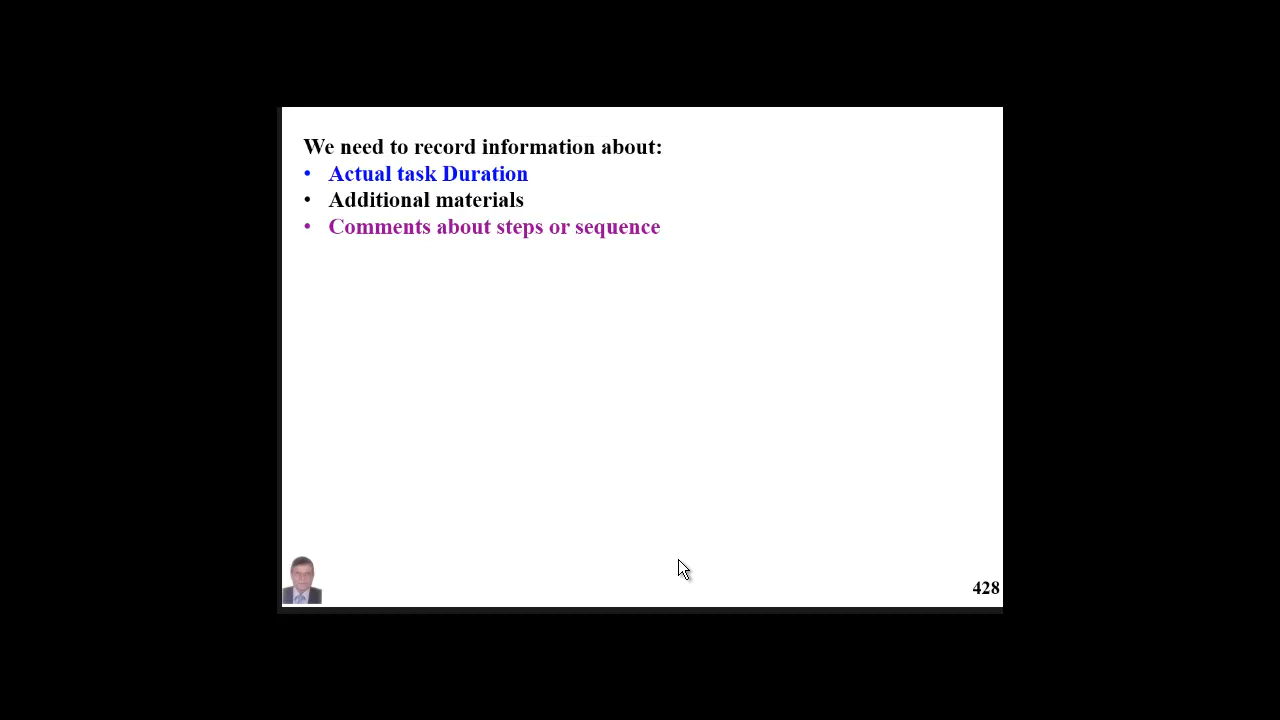 We need to record information about:
• Actual task Duration
• Additional materials
• Comments about steps or sequence
428